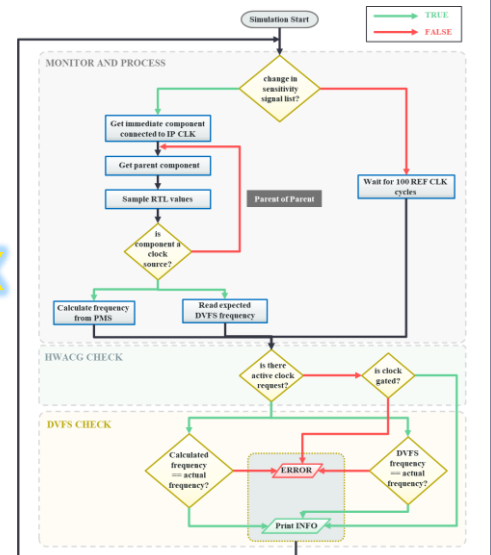 Simulation Start
TRUE
FALSE
MONITOR AND PROCESS
change in
sensitivity
signal list?
Get immediate component
connected to IP CLK
Get parent component
Wait for 100 REF CLK
cycles
Sample RTL values
Parent of Parent
is
component a
clock
source?
Calculate frequency
from PMS
Read expected
DVFS frequency
HWACG CHECK
is there
active clock
request?
is clock
gated?
DVFS CHECK
Calculated
frequency
== actual
frequency?
ERROR
DVFS
frequency
== actual
frequency?
Print INFO